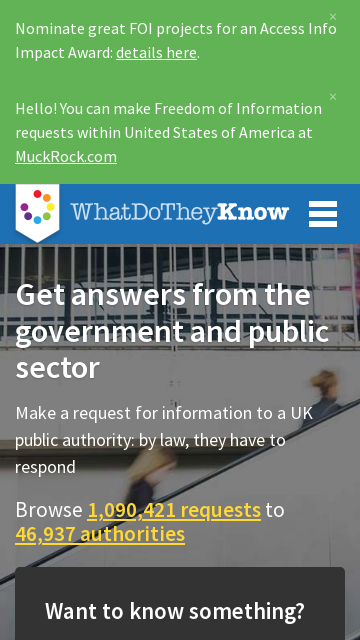 ×
Nominate great FOI projects for an Access Info
Impact Award: details here.
×
Hello! You can make Freedom of Information
requests within United States of America at
MuckRock.com
WhatDoTheyKnow
Get answers from the
government and public
sector
Make a request for information to a UK
public authority: by law, they have to
respond
Browse 1,090,421 requests to
46,937 authorities
Want to know something?